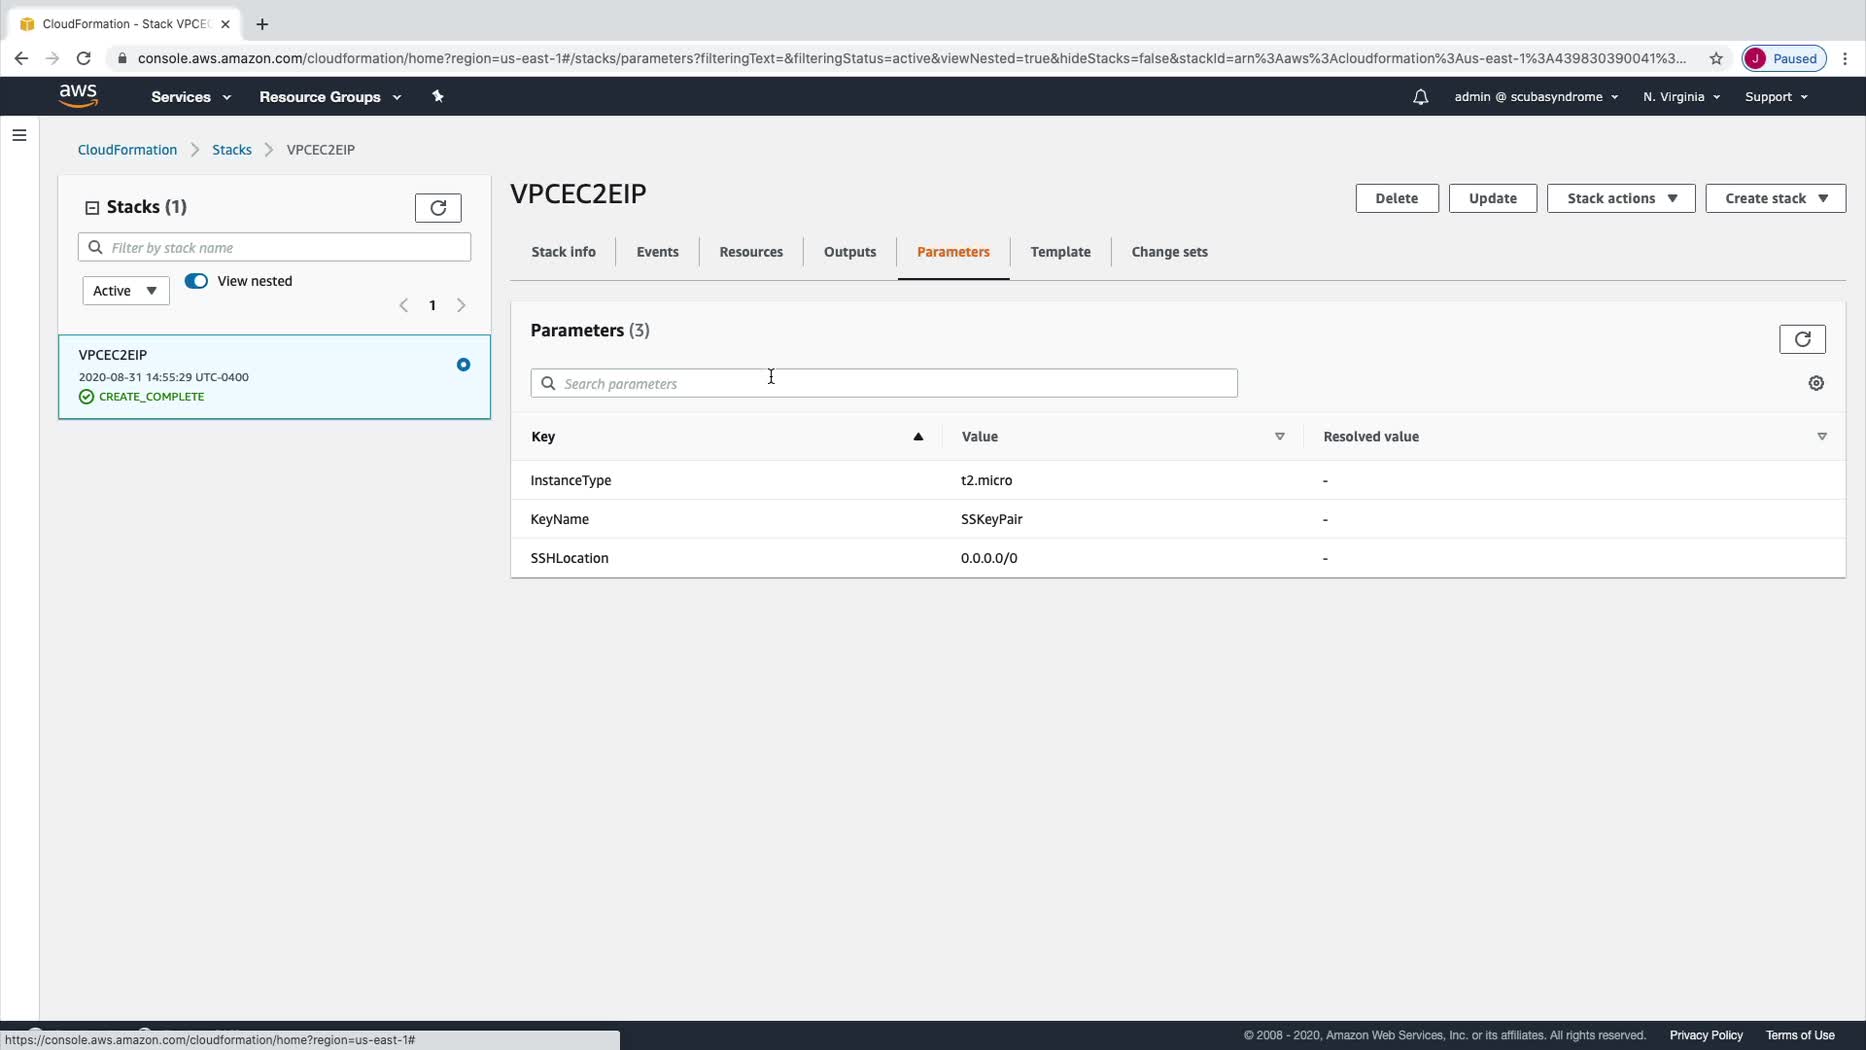 CloudFormation - Stack VPCEC
console.aws.amazon.com/cloudformation/home?region=us-east-1#/stacks/parameters?filteringText=&filteringStatus=active&viewNested=true&hideStacks=false&stackId=arn%3Aaws%3Acloudformation%3Aus-east-1%3A439830390041%3...
J Paused
aws Services Resource Groups admin @ scubasyndrome N. Virginia Support
CloudFormation Stacks VPCEC2EIP
Stacks (1)
Filter by stack name
Active View nested
1
VPCEC2EIP
2020-08-31 14:55:29 UTC-0400
CREATE_COMPLETE
VPCEC2EIP
Delete Update Stack actions Create stack
Stack info Events Resources Outputs Parameters Template Change sets
Parameters (3)
Search parameters
Key Value Resolved value
InstanceType t2.micro -
KeyName SSKeyPair -
SSHLocation 0.0.0.0/0 -
https://console.aws.amazon.com/cloudformation/home?region=us-east-1#
© 2008 - 2020, Amazon Web Services, Inc. or its affiliates. All rights reserved. Privacy Policy Terms of Use